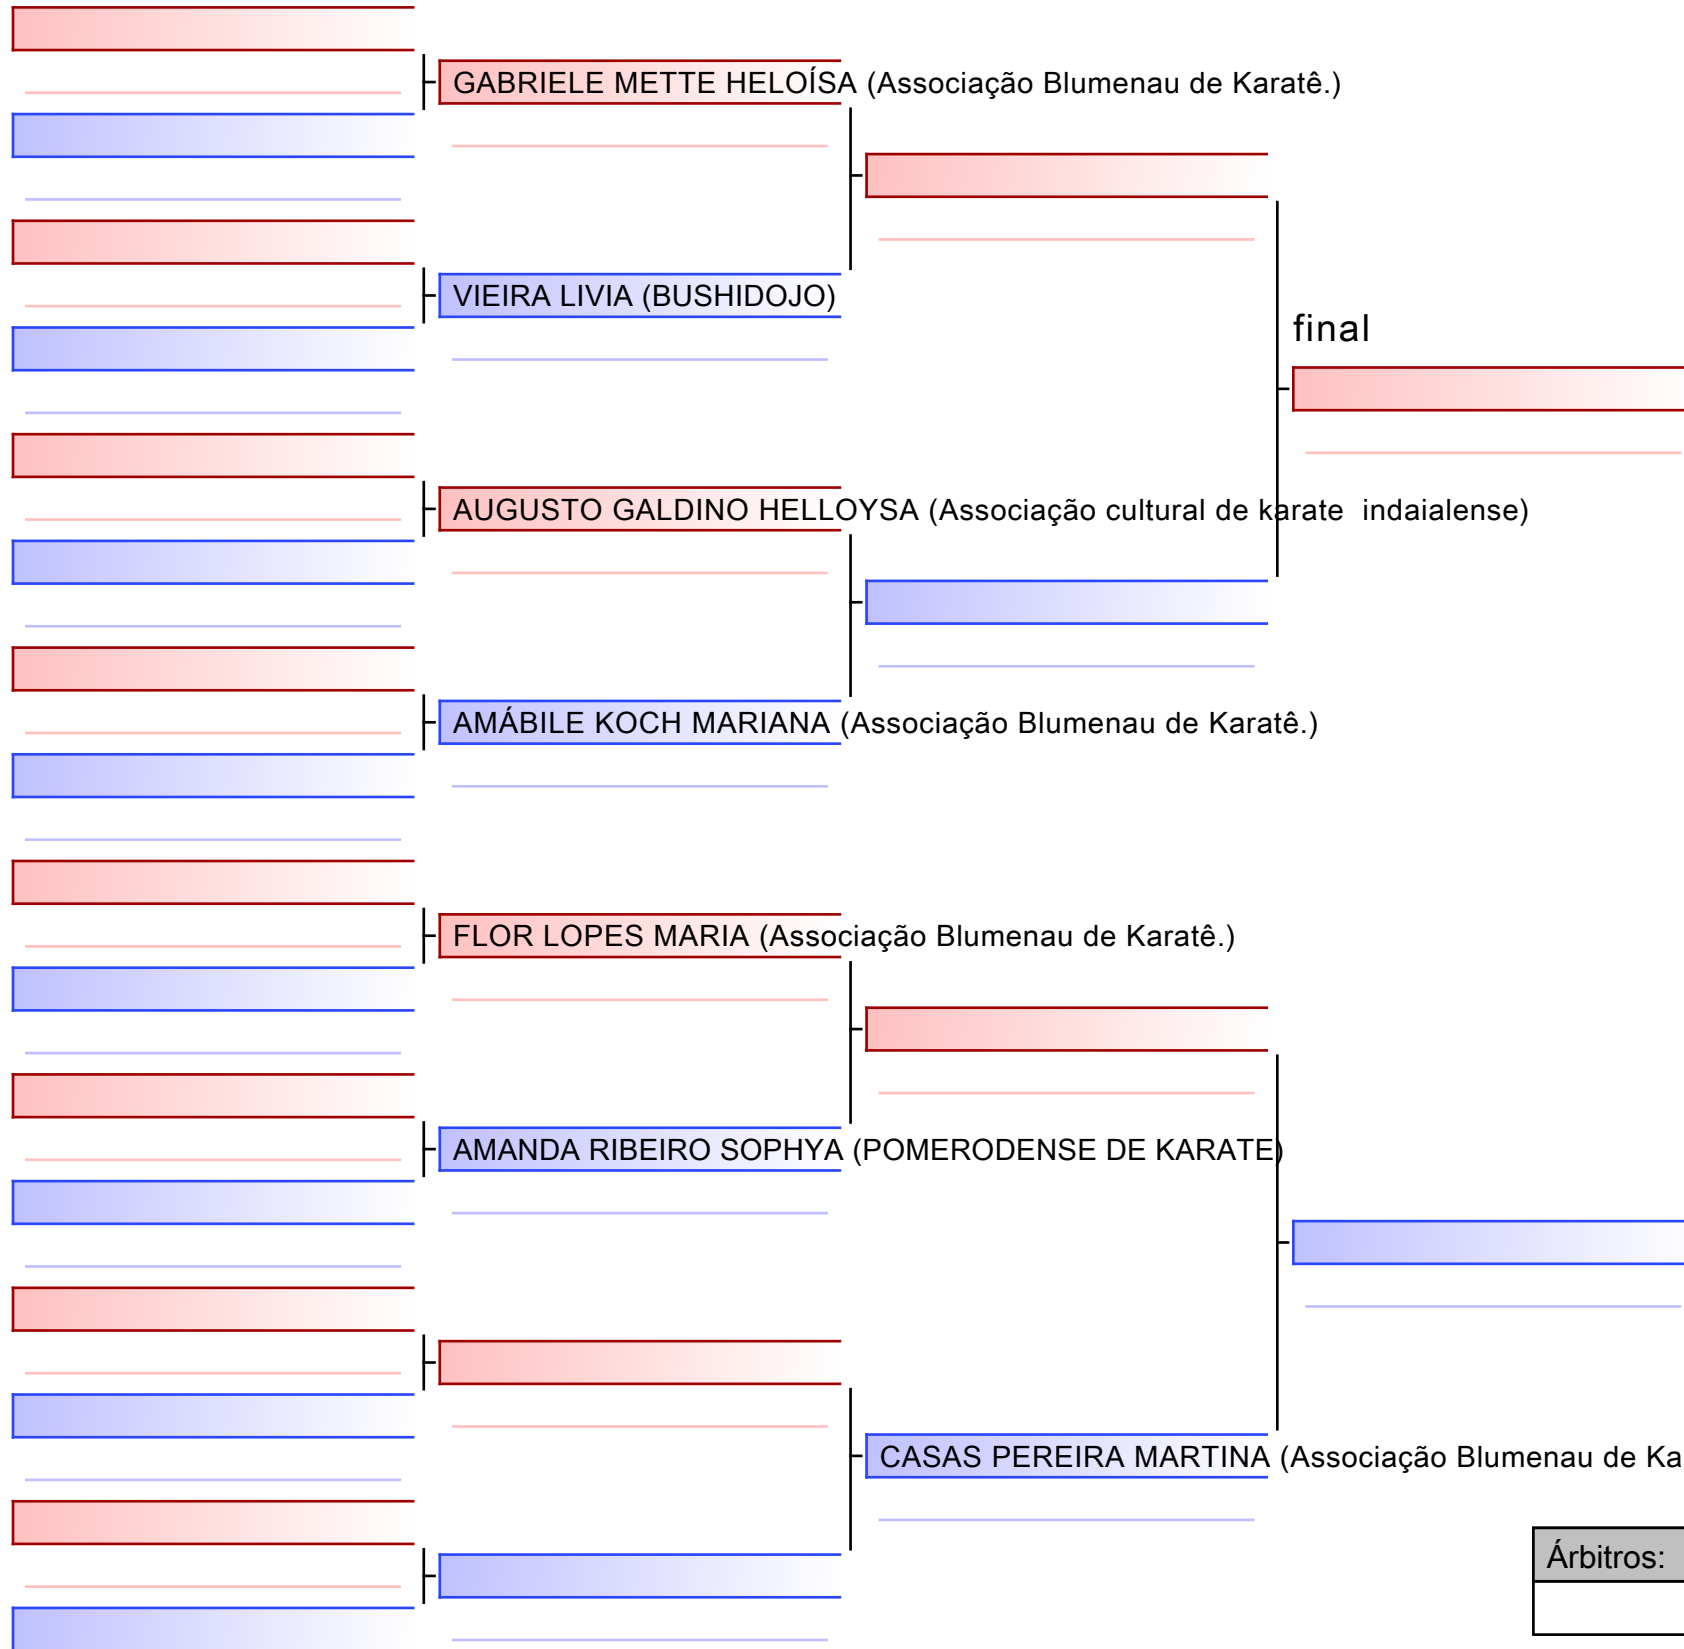 GABRIELE METTE HELOÍSA (Associação Blumenau de Karatê.)
VIEIRA LIVIA (BUSHIDOJO)
final
AUGUSTO GALDINO HELLOYSA (Associação cultural de karate  indaialense)
AMÁBILE KOCH MARIANA (Associação Blumenau de Karatê.)
FLOR LOPES MARIA (Associação Blumenau de Karatê.)
AMANDA RIBEIRO SOPHYA (POMERODENSE DE KARATE)
CASAS PEREIRA MARTINA (Associação Blumenau de Ka
Árbitros: